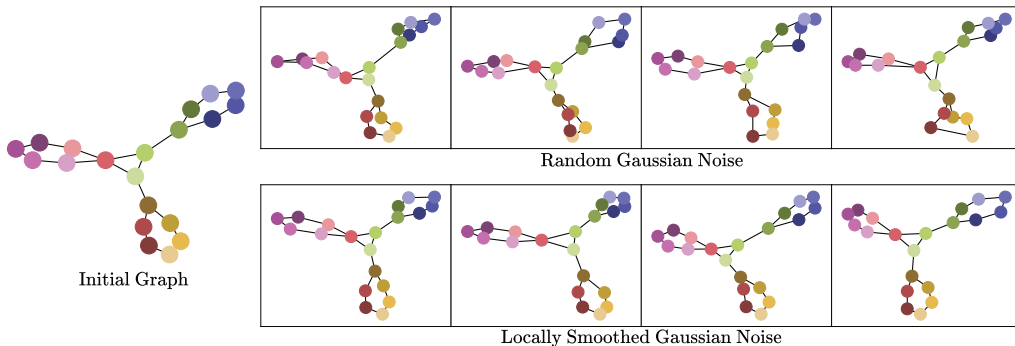 Random Gaussian Noise
Initial Graph
Locally Smoothed Gaussian Noise